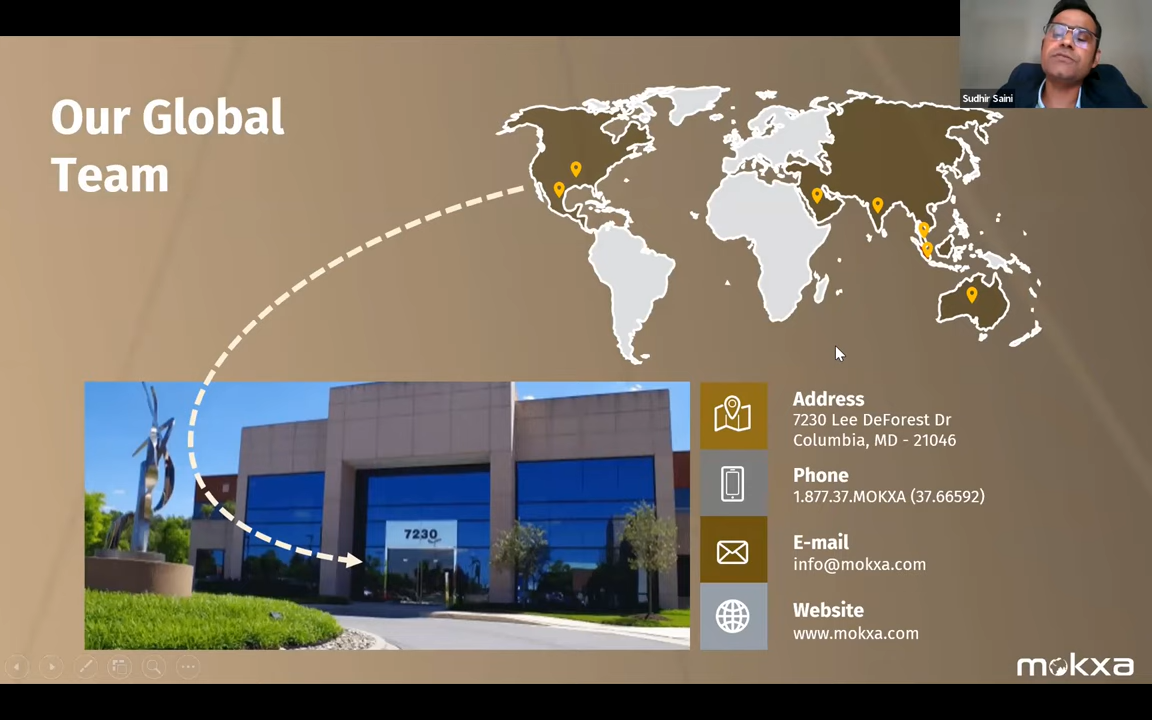 Our Global
Team
Sudhir Saini
7230
Address
7230 Lee DeForest Dr
Columbia, MD - 21046
Phone
1.877.37.MOKXA (37.66592)
E-mail
info@mokxa.com
Website
www.mokxa.com
mokxa